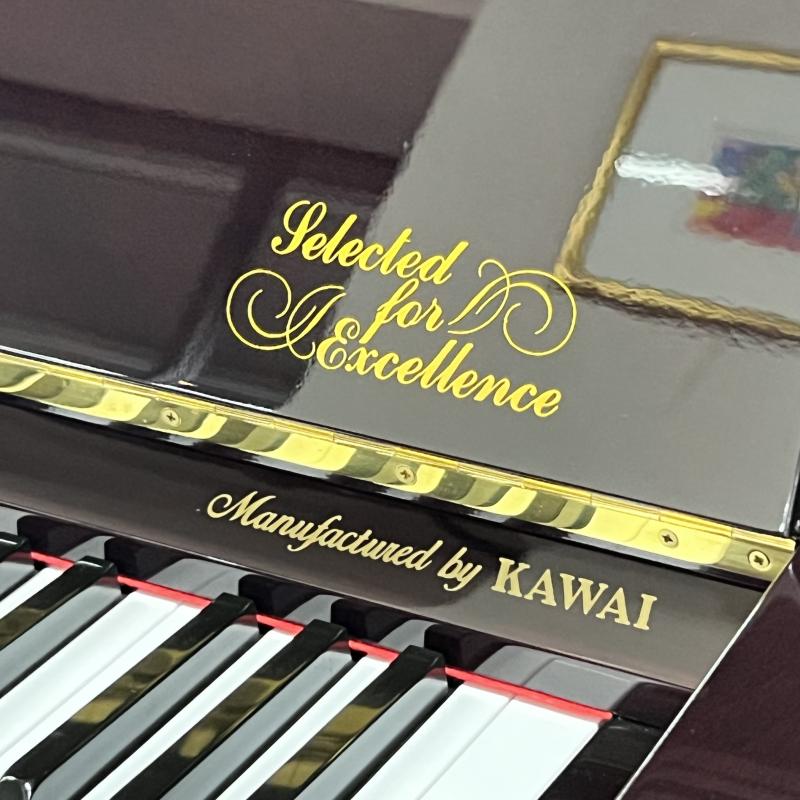 Selected
for
Excellence
Manufactured by KAWAI